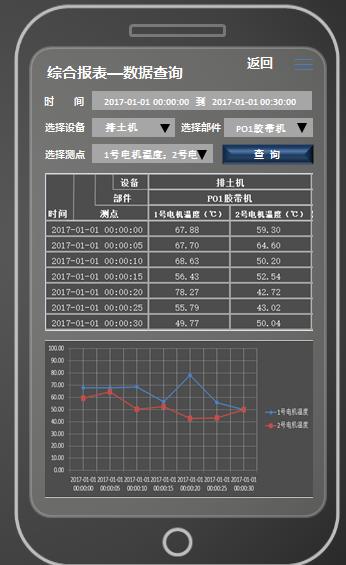 返回
综合报表—数据查询
时 间 2017-01-01 00:00:00 到 2017-01-01 00:30:00
选择设备 排土机 选择部件 PO1胶带机
选择测点 1号电机温度；2号电 查 询
设备 排土机
部件 PO1胶带机
时间 测点 1号电机温度（℃） 2号电机温度（℃）
2017-01-01 00:00:00 67.88 59.30
2017-01-01 00:00:05 67.70 64.60
2017-01-01 00:00:10 68.63 50.20
2017-01-01 00:00:15 56.43 52.54
2017-01-01 00:00:20 78.27 42.72
2017-01-01 00:00:25 55.79 43.02
2017-01-01 00:00:30 49.77 50.04
100.00
90.00
80.00
70.00
60.00
50.00
40.00
30.00
20.00
10.00
0.00
1号电机温度
2号电机温度
2017-01-01 2017-01-01 2017-01-01 2017-01-01 2017-01-01 2017-01-01 2017-01-01
00:00:00 00:00:05 00:00:10 00:00:15 00:00:20 00:00:25 00:00:30